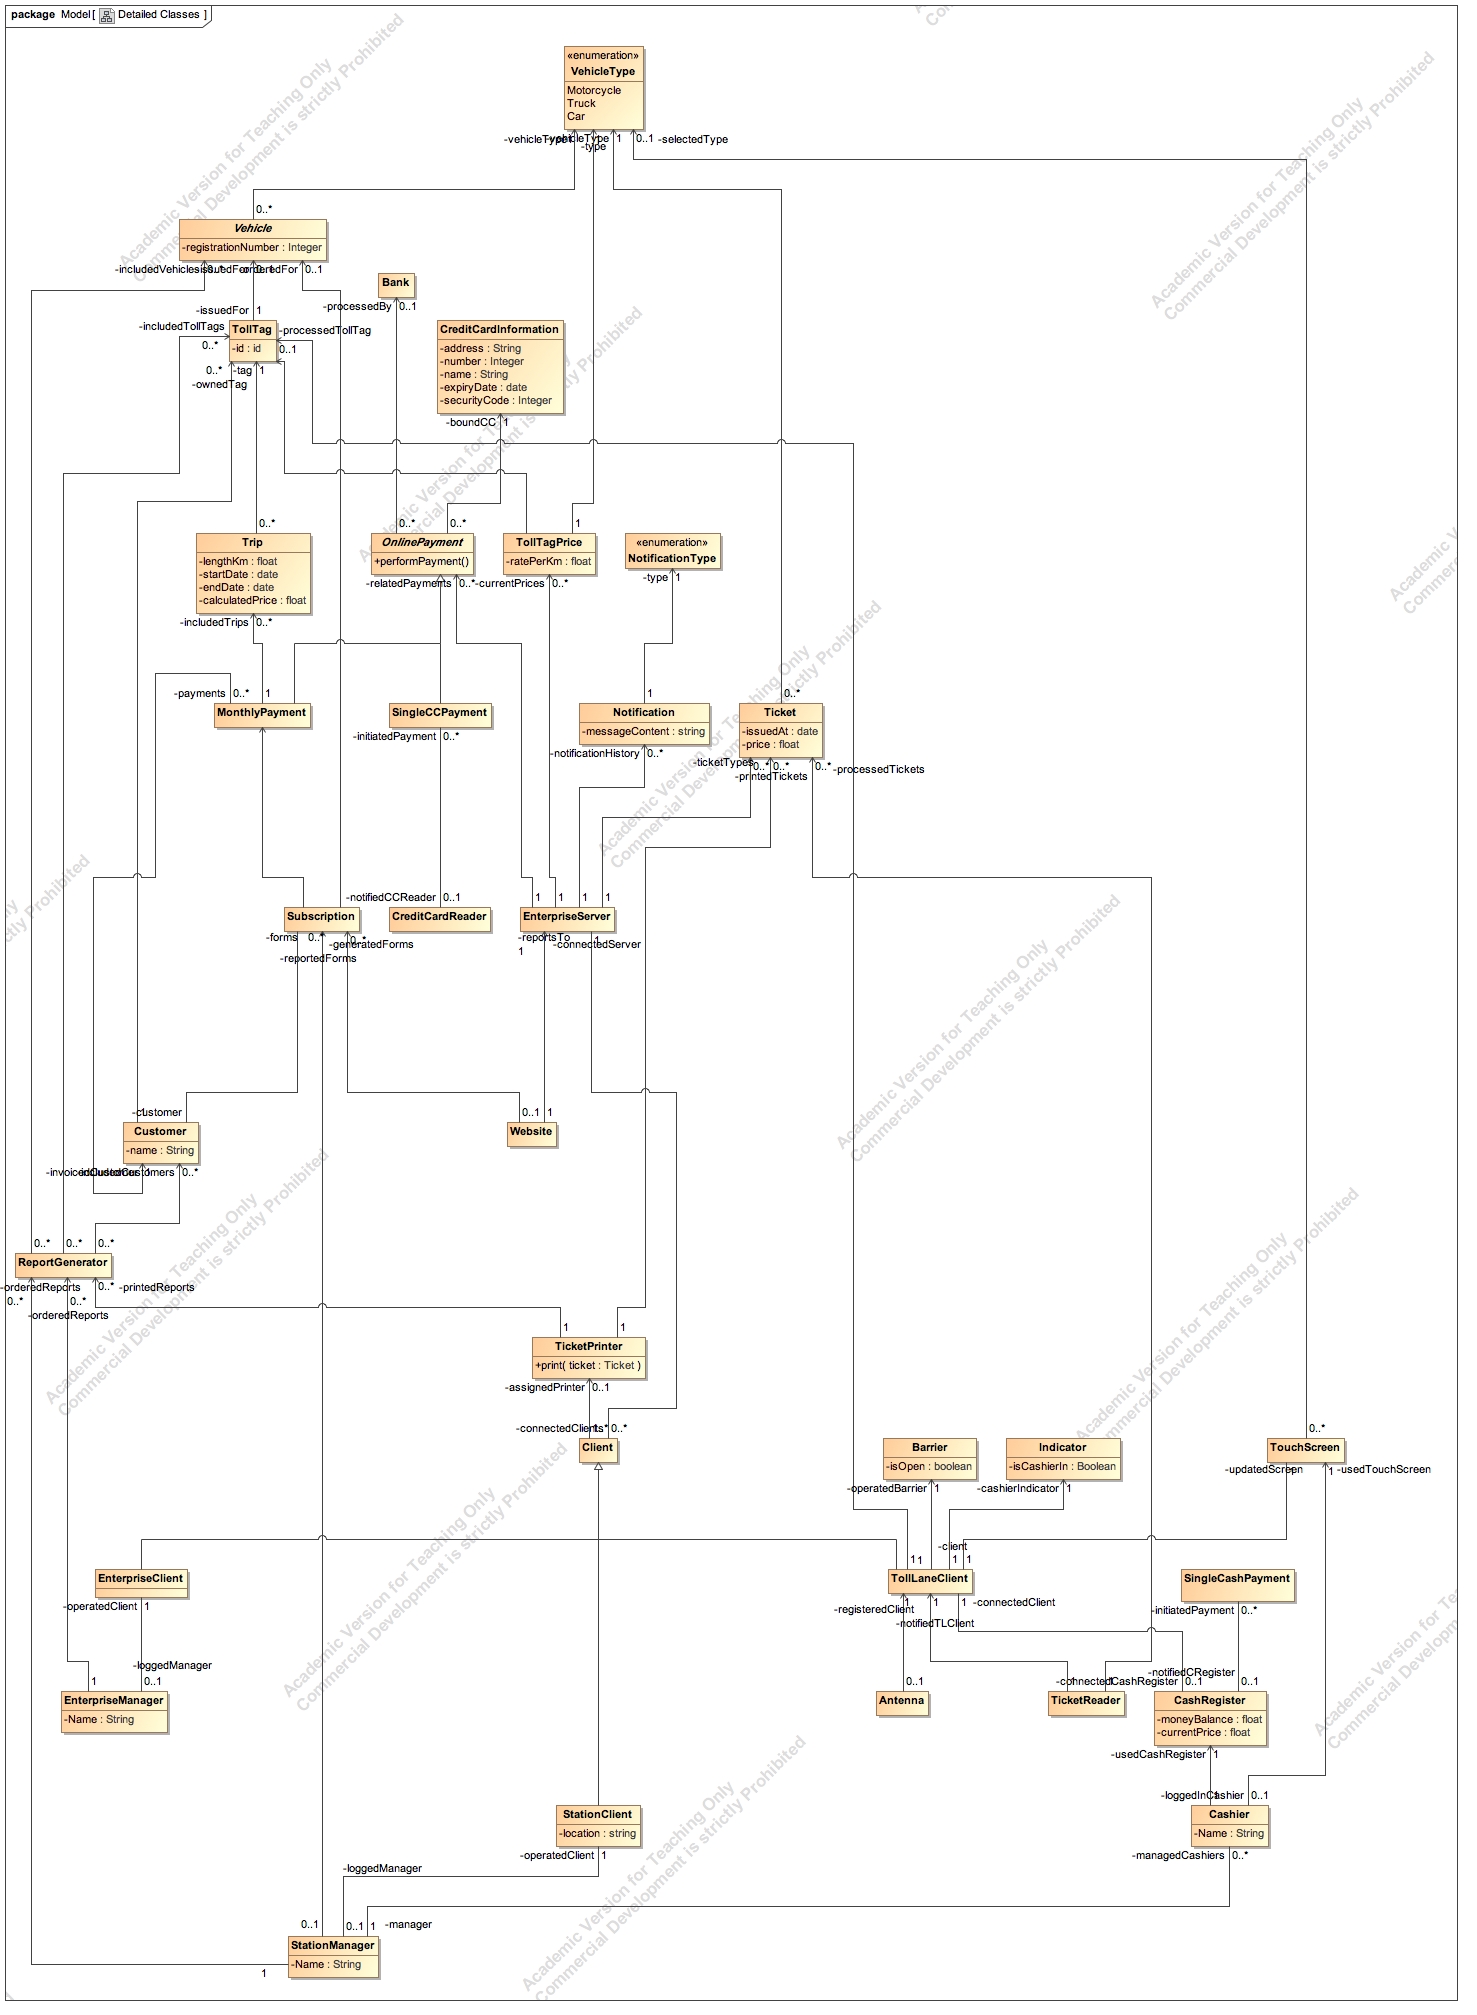 package Model [ Detailed Classes ]
«enumeration»
VehicleType
Motorcycle
Truck
Car
-vehicleType
-vehicleType 1
-type
0..1 -selectedType
0..*
Vehicle
-registrationNumber : Integer
-includedVehicles 0..*
-issuedFor
-orderedFor 0..1
Bank
-processedBy 0..1
-issuedFor 1
-includedTollTags
0..*
TollTag
-id : id
-processedTollTag
0..1
0..* -tag 1
-ownedTag
CreditCardInformation
-address : String
-number : Integer
-name : String
-expiryDate : date
-securityCode : Integer
-boundCC 1
0..*
Trip
-lengthKm : float
-startDate : date
-endDate : date
-calculatedPrice : float
-includedTrips 0..*
0..* 0..*
OnlinePayment
+performPayment()
-relatedPayments 0..*
1
TollTagPrice
-ratePerKm : float
-currentPrices 0..*
«enumeration»
NotificationType
-type 1
-payments 0..* 1
MonthlyPayment
SingleCCPayment
-initiatedPayment 0..*
1
Notification
-messageContent : string
-notificationHistory 0..*
0..*
Ticket
-issuedAt : date
-price : float
-ticketTypes 0..* 0..*
-printedTickets
0..* -processedTickets
Subscription
-forms 0..*
-generatedForms
-reportedForms
-notifiedCCReader 0..1
CreditCardReader
1 1 1 1
EnterpriseServer
-reportsTo
1
-connectedServer
1
-customer
Customer
-name : String
-includedCustomers 0..*
0..1 1
Website
0..* 0..* 0..*
ReportGenerator
-orderedReports
0..*
0..*
-orderedReports
0..* -printedReports
1 1
TicketPrinter
+print( ticket : Ticket )
-assignedPrinter 0..1
-connectedClients 0..*
Client
Barrier
-isOpen : boolean
-operatedBarrier 1
Indicator
-isCashierIn : Boolean
-cashierIndicator 1
0..*
TouchScreen
-updatedScreen 1
1 -usedTouchScreen
EnterpriseClient
-operatedClient 1
-client
1 1 1 1
TollLaneClient
-registeredClient 1
1
-notifiedTLClient
1 -connectedClient
SingleCashPayment
-initiatedPayment 0..*
-loggedManager
1 0..1
EnterpriseManager
-Name : String
0..1
Antenna
TicketReader
-connectedCashRegister 0..1
-notifiedCRegister
0..1
CashRegister
-moneyBalance : float
-currentPrice : float
-usedCashRegister 1
-loggedInCashier 0..1
Cashier
-Name : String
-managedCashiers 0..*
StationClient
-location : string
-operatedClient 1
-loggedManager
0..1 0..1 1 -manager
StationManager
-Name : String
1
Academic Version for Teaching Only
Commercial Development is strictly Prohibited